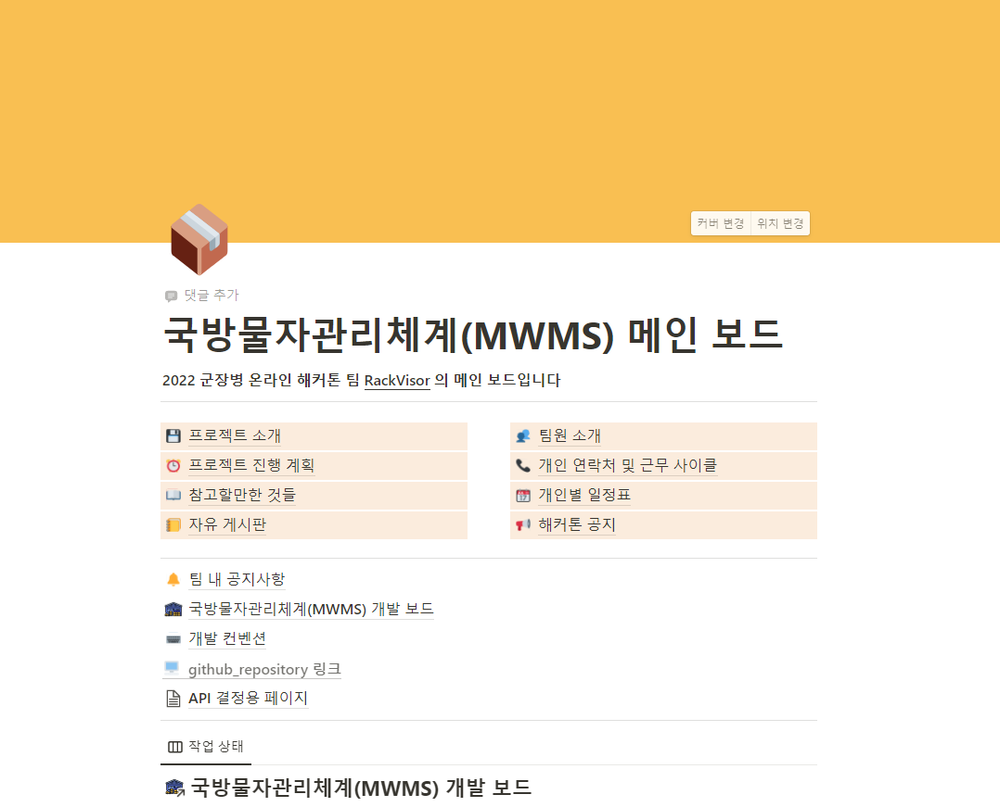 커버 변경 위치 변경
댓글 추가
국방물자관리체계(MWMS) 메인 보드
2022 군장병 온라인 해커톤 팀 RackVisor 의 메인 보드입니다
프로젝트 소개
프로젝트 진행 계획
참고할만한 것들
자유 게시판
팀원 소개
개인 연락처 및 근무 사이클
개인별 일정표
해커톤 공지
팀 내 공지사항
국방물자관리체계(MWMS) 개발 보드
개발 컨벤션
github_repository 링크
API 결정용 페이지
작업 상태
국방물자관리체계(MWMS) 개발 보드